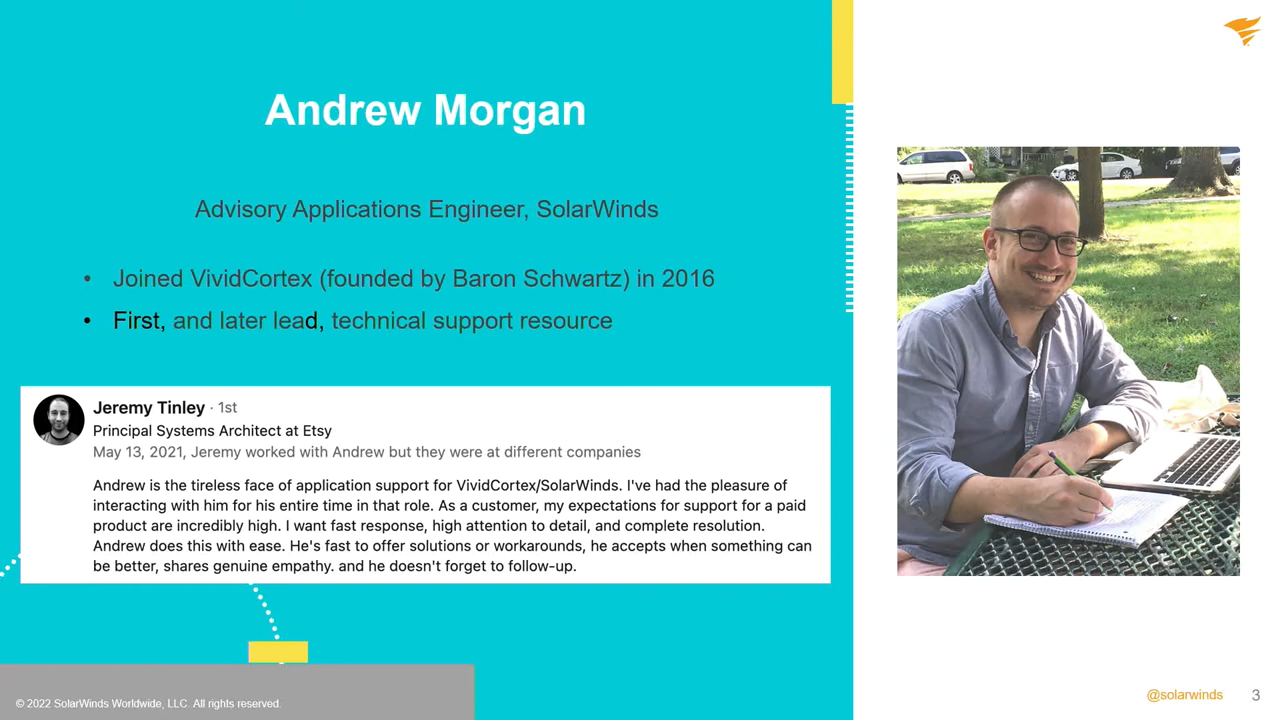 Andrew Morgan
Advisory Applications Engineer, SolarWinds
• Joined VividCortex (founded by Baron Schwartz) in 2016
• First, and later lead, technical support resource
Jeremy Tinley · 1st
Principal Systems Architect at Etsy
May 13, 2021, Jeremy worked with Andrew but they were at different companies
Andrew is the tireless face of application support for VividCortex/SolarWinds. I've had the pleasure of
interacting with him for his entire time in that role. As a customer, my expectations for support for a paid
product are incredibly high. I want fast response, high attention to detail, and complete resolution.
Andrew does this with ease. He's fast to offer solutions or workarounds, he accepts when something can
be better, shares genuine empathy. and he doesn't forget to follow-up.
© 2022 SolarWinds Worldwide, LLC. All rights reserved.
@solarwinds 3